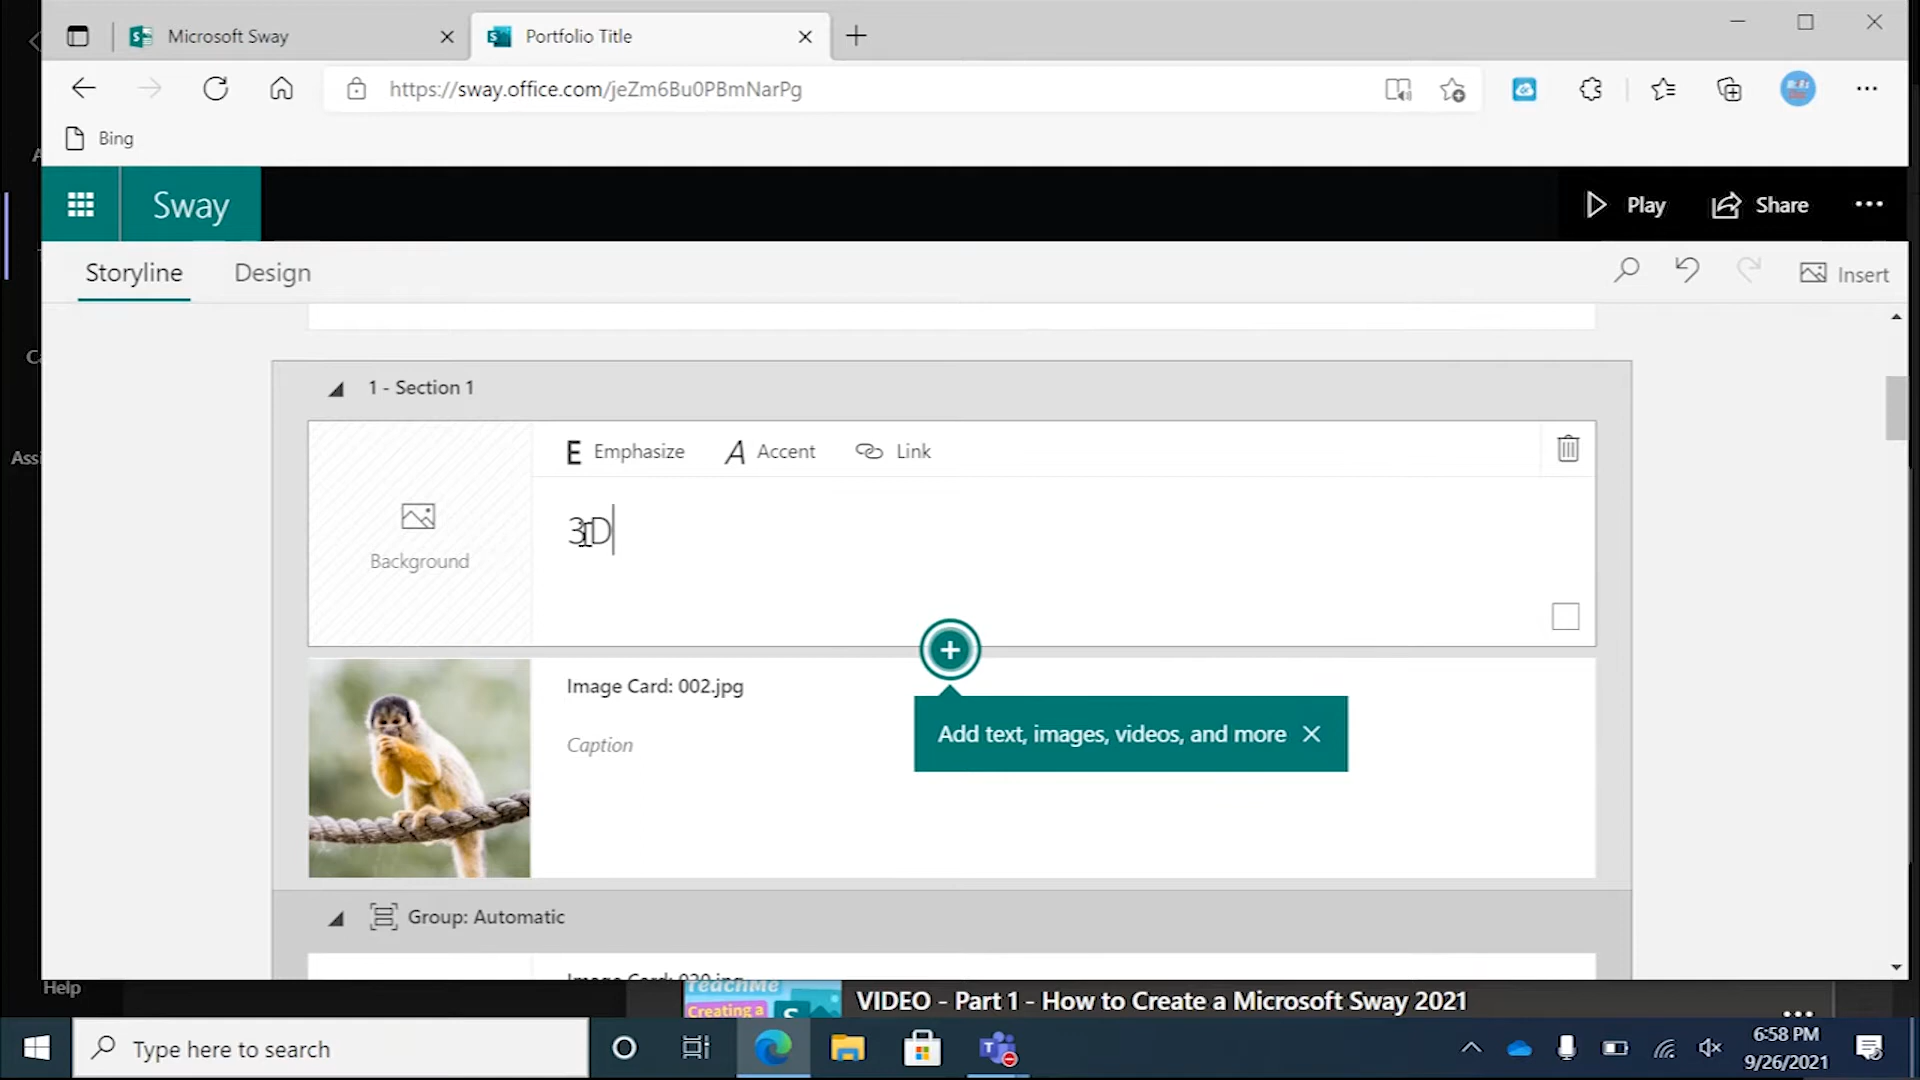 Microsoft Sway
Portfolio Title
https://sway.office.com/jeZm6Bu0PBmNarPg
Bing
Sway
Play
Share
Storyline
Design
Insert
1 - Section 1
E Emphasize
A Accent
Link
Background
3D
Image Card: 002.jpg
Caption
Add text, images, videos, and more
Group: Automatic
Assi
Help
TeachMe
Creating a
S
VIDEO - Part 1 - How to Create a Microsoft Sway 2021
Type here to search
6:58 PM
9/26/2021